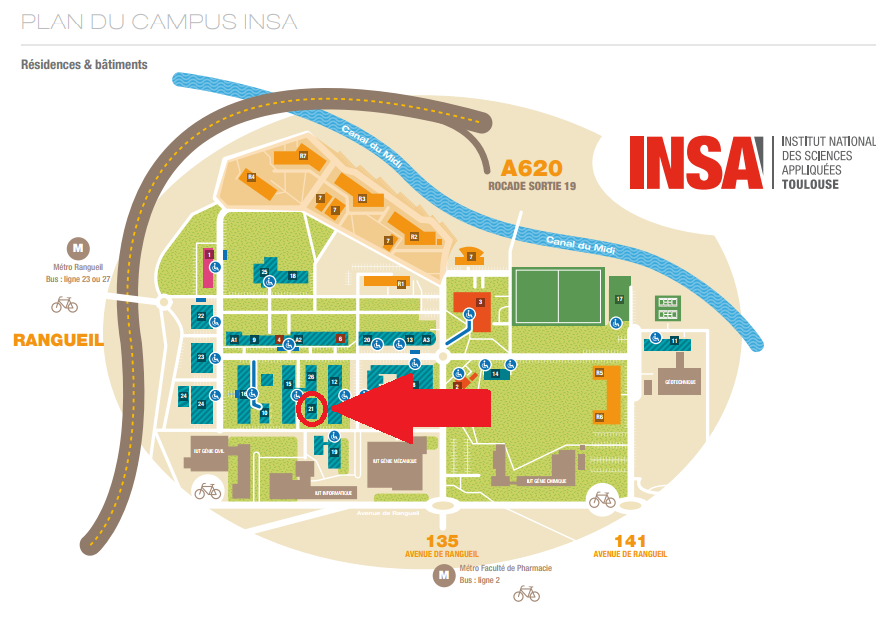 PLAN DU CAMPUS INSA
Résidences & bâtiments
Canal du Midi
A620
ROCADE SORTIE 19
INSA
INSTITUT NATIONAL
DES SCIENCES
APPLIQUÉES
TOULOUSE
R7
R4
R3
7
7
R2
7
7
Canal du Midi
M
Métro Rangueil
Bus : ligne 23 ou 27
1
25
18
R1
3
17
22
RANGUEIL
A1
9
4
A2
6
20
13
A3
11
23
24
24
16
10
15
26
21
12
2
14
R5
R6
GÉOTECHNIQUE
19
IUT GÉNIE CIVIL
IUT INFORMATIQUE
IUT GÉNIE MÉCANIQUE
IUT GÉNIE CHIMIQUE
Avenue de Rangueil
135
AVENUE DE RANGUEIL
141
AVENUE DE RANGUEIL
M
Métro Faculté de Pharmacie
Bus : ligne 2